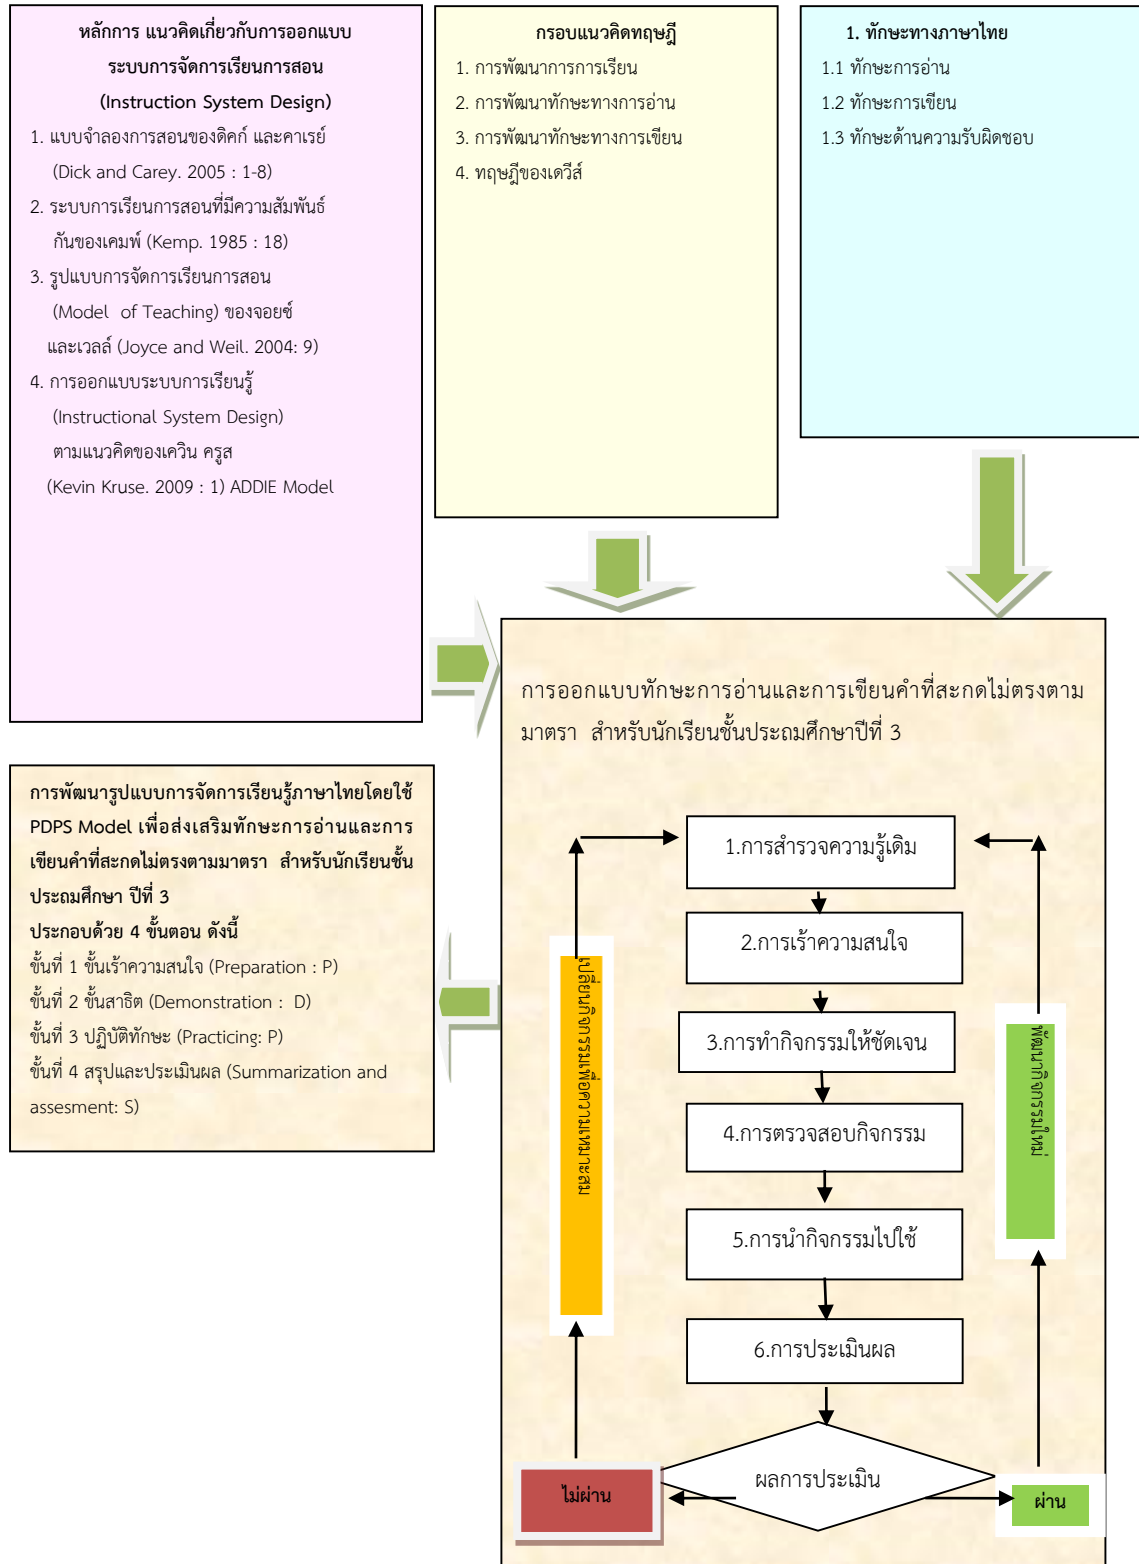 หลักการ แนวคิดเกี่ยวกับการออกแบบ
ระบบการจัดการเรียนการสอน
(Instruction System Design)
1. แบบจำลองการสอนของดิคก์ และคาเรย์
(Dick and Carey. 2005 : 1-8)
2. ระบบการเรียนการสอนที่มีความสัมพันธ์
กันของเคมพ์ (Kemp. 1985 : 18)
3. รูปแบบการจัดการเรียนการสอน
(Model of Teaching) ของจอยซ์
และเวลล์ (Joyce and Weil. 2004: 9)
4. การออกแบบระบบการเรียนรู้
(Instructional System Design)
ตามแนวคิดของเควิน ครูส
(Kevin Kruse. 2009 : 1) ADDIE Model
กรอบแนวคิดทฤษฎี
1. การพัฒนาการการเรียน
2. การพัฒนาทักษะทางการอ่าน
3. การพัฒนาทักษะทางการเขียน
4. ทฤษฎีของเดวีส์
1. ทักษะทางภาษาไทย
1.1 ทักษะการอ่าน
1.2 ทักษะการเขียน
1.3 ทักษะด้านความรับผิดชอบ
การออกแบบทักษะการอ่านและการเขียนคำที่สะกดไม่ตรงตาม
มาตรา สำหรับนักเรียนชั้นประถมศึกษาปีที่ 3
1.การสำรวจความรู้เดิม
2.การเร้าความสนใจ
3.การทำกิจกรรมให้ชัดเจน
4.การตรวจสอบกิจกรรม
5.การนำกิจกรรมไปใช้
6.การประเมินผล
ผลการประเมิน
ไม่ผ่าน
ผ่าน
เปลี่ยนกิจกรรมเพื่อความเหมาะสม
พัฒนากิจกรรมใหม่
การพัฒนารูปแบบการจัดการเรียนรู้ภาษาไทยโดยใช้
PDPS Model เพื่อส่งเสริมทักษะการอ่านและการ
เขียนคำที่สะกดไม่ตรงตามมาตรา สำหรับนักเรียนชั้น
ประถมศึกษา ปีที่ 3
ประกอบด้วย 4 ขั้นตอน ดังนี้
ขั้นที่ 1 ขั้นเร้าความสนใจ (Preparation : P)
ขั้นที่ 2 ขั้นสาธิต (Demonstration : D)
ขั้นที่ 3 ปฏิบัติทักษะ (Practicing: P)
ขั้นที่ 4 สรุปและประเมินผล (Summarization and
assesment: S)